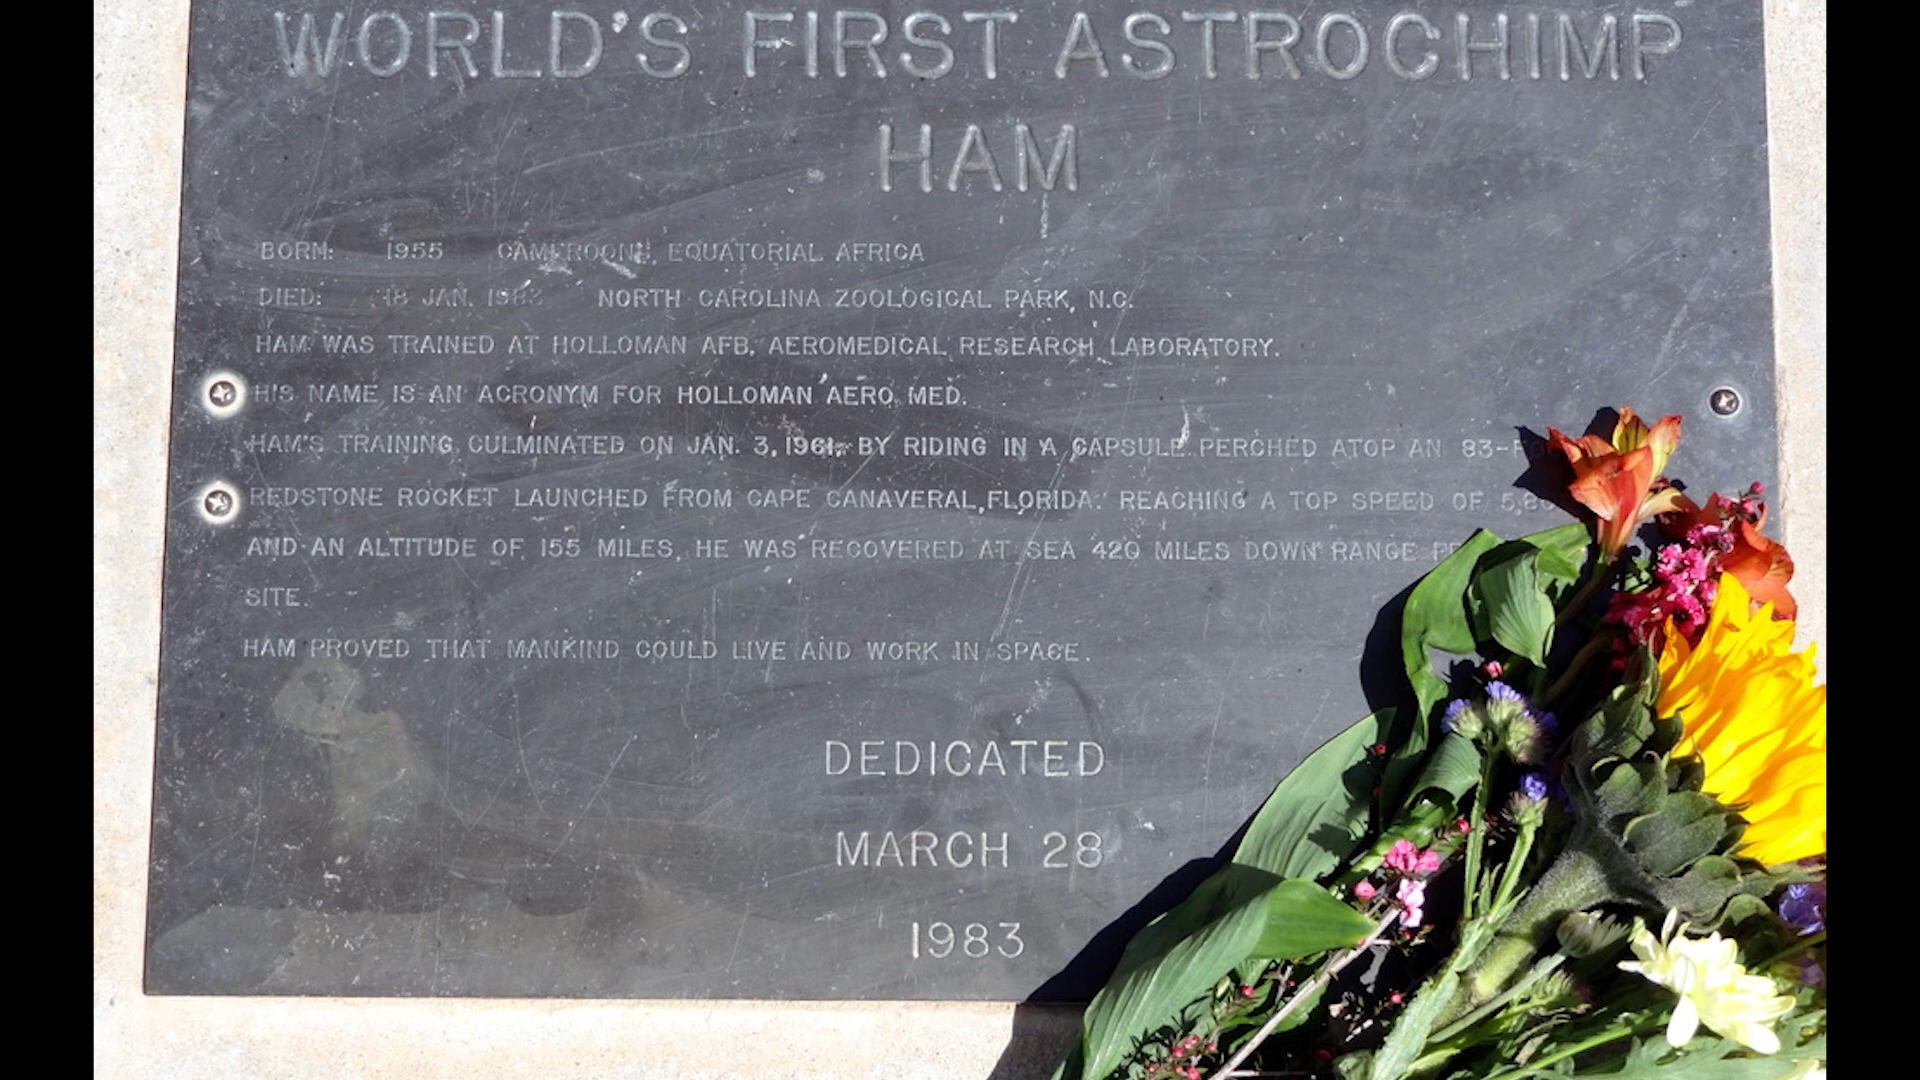 WORLD'S FIRST ASTROCHIMP
HAM
BORN: 1955 CAMEROONS, EQUATORIAL AFRICA
DIED: 18 JAN. 1983 NORTH CAROLINA ZOOLOGICAL PARK, N.C.
HAM WAS TRAINED AT HOLLOMAN AFB, AEROMEDICAL RESEARCH LABORATORY.
HIS NAME IS AN ACRONYM FOR HOLLOMAN AERO MED.
HAM'S TRAINING CULMINATED ON JAN. 3, 1961, BY RIDING IN A CAPSULE PERCHED ATOP AN 83-
REDSTONE ROCKET LAUNCHED FROM CAPE CANAVERAL, FLORIDA. REACHING A TOP SPEED OF
AND AN ALTITUDE OF 155 MILES, HE WAS RECOVERED AT SEA 420 MILES DOWN RANGE
SITE.
HAM PROVED THAT MANKIND COULD LIVE AND WORK IN SPACE.
DEDICATED
MARCH 28
1983